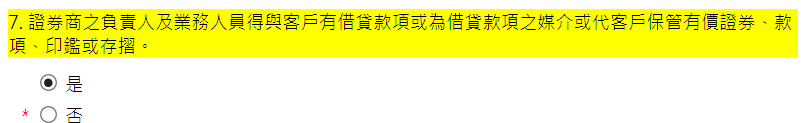 7. 證券商之負責人及業務人員得與客戶有借貸款項或為借貸款項之媒介或代客戶保管有價證券、款
項、印鑑或存摺。
是
* 否